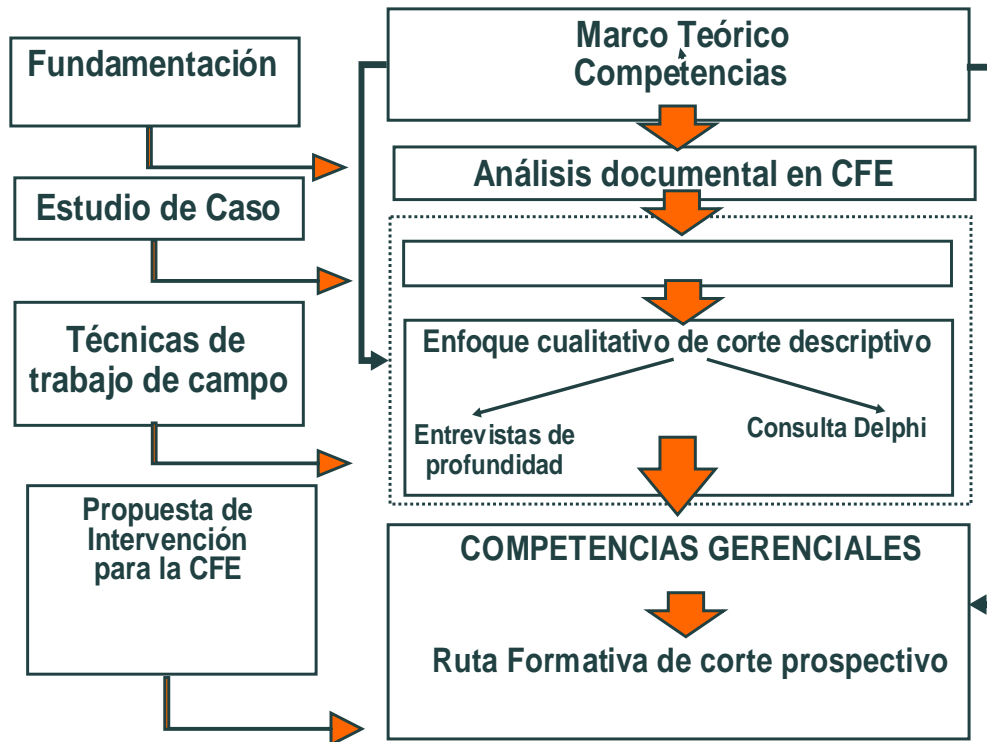 Fundamentación
Estudio de Caso
Técnicas de
trabajo de campo
Propuesta de
Intervención
para la CFE
Marco Teórico
Competencias
Análisis documental en CFE
Enfoque cualitativo de corte descriptivo
Entrevistas de
profundidad
Consulta Delphi
COMPETENCIAS GERENCIALES
Ruta Formativa de corte prospectivo